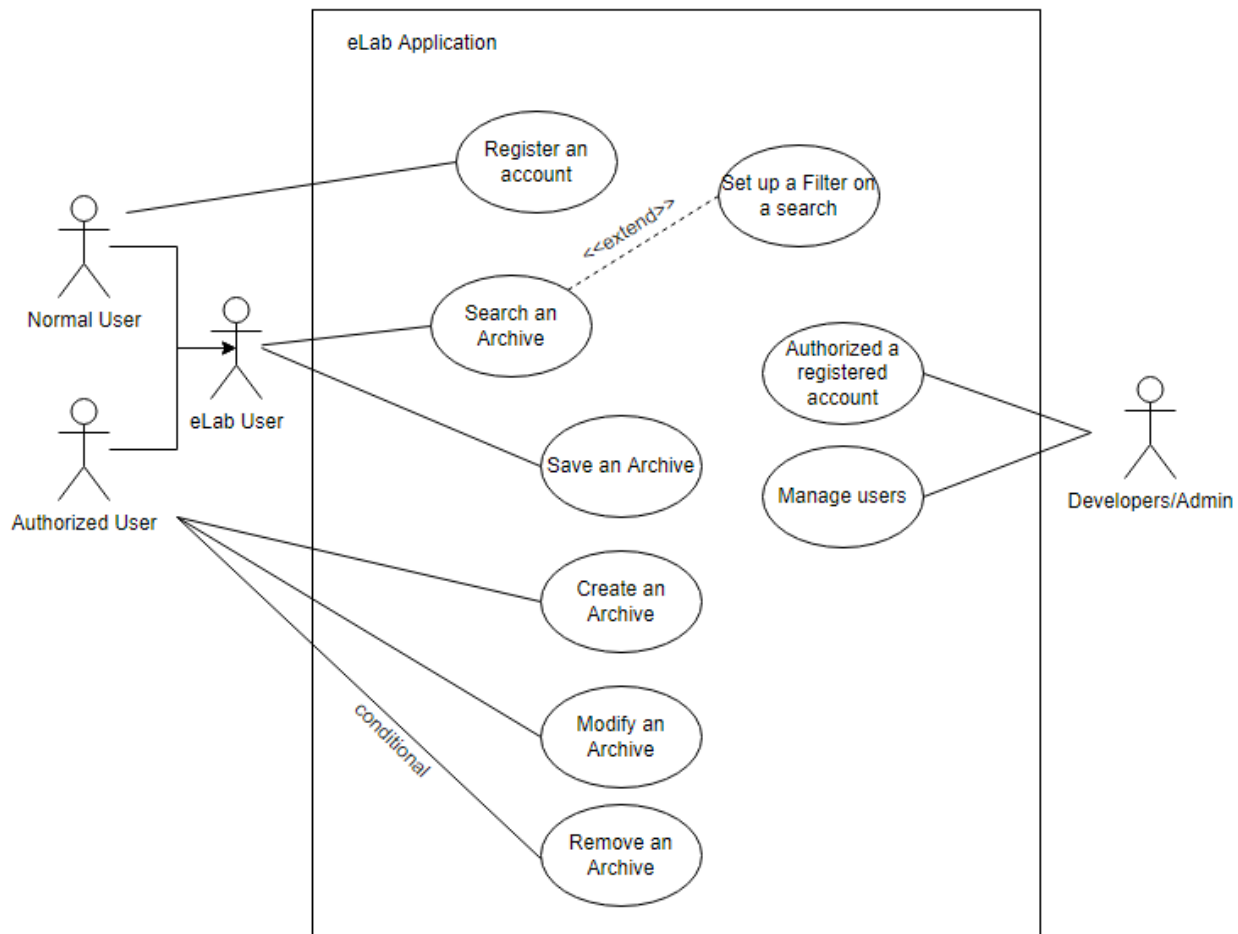 eLab Application
Register an
account
Set up a Filter on
a search
<<extend>>
Normal User
Search an
Archive
eLab User
Authorized a
registered
account
Save an Archive
Manage users
Developers/Admin
Authorized User
Create an
Archive
conditional
Modify an
Archive
Remove an
Archive